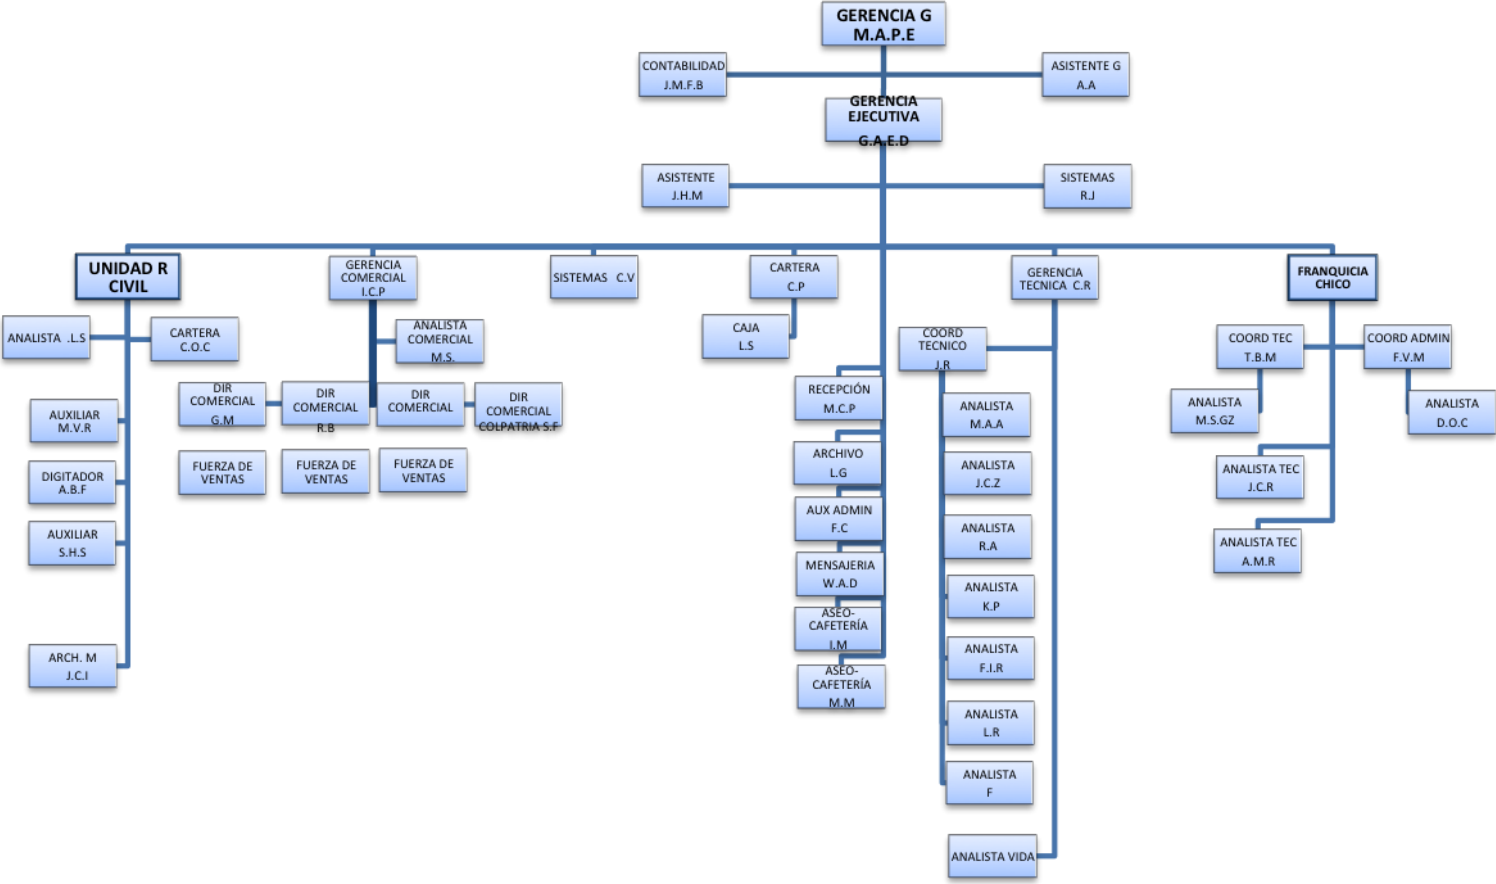 GERENCIA G
M.A.P.E
CONTABILIDAD
J.M.F.B
ASISTENTE G
A.A
GERENCIA
EJECUTIVA
G.A.E.D
ASISTENTE
J.H.M
SISTEMAS
R.J
UNIDAD R
CIVIL
GERENCIA
COMERCIAL
I.C.P
SISTEMAS C.V
CARTERA
C.P
GERENCIA
TECNICA C.R
FRANQUICIA
CHICO
ANALISTA .L.S
CARTERA
C.O.C
AUXILIAR
M.V.R
DIGITADOR
A.B.F
AUXILIAR
S.H.S
ARCH. M
J.C.I
ANALISTA
COMERCIAL
M.S.
DIR
COMERCIAL
G.M
DIR
COMERCIAL
R.B
DIR
COMERCIAL
DIR
COMERCIAL
COLPATRIA S.F
FUERZA DE
VENTAS
FUERZA DE
VENTAS
FUERZA DE
VENTAS
CAJA
L.S
RECEPCIÓN
M.C.P
ARCHIVO
L.G
AUX ADMIN
F.C
MENSAJERIA
W.A.D
ASEO-
CAFETERÍA
I.M
ASEO-
CAFETERÍA
M.M
COORD
TECNICO
J.R
ANALISTA
M.A.A
ANALISTA
J.C.Z
ANALISTA
R.A
ANALISTA
K.P
ANALISTA
F.I.R
ANALISTA
L.R
ANALISTA
F
ANALISTA VIDA
COORD TEC
T.B.M
COORD ADMIN
F.V.M
ANALISTA
M.S.GZ
ANALISTA
D.O.C
ANALISTA TEC
J.C.R
ANALISTA TEC
A.M.R